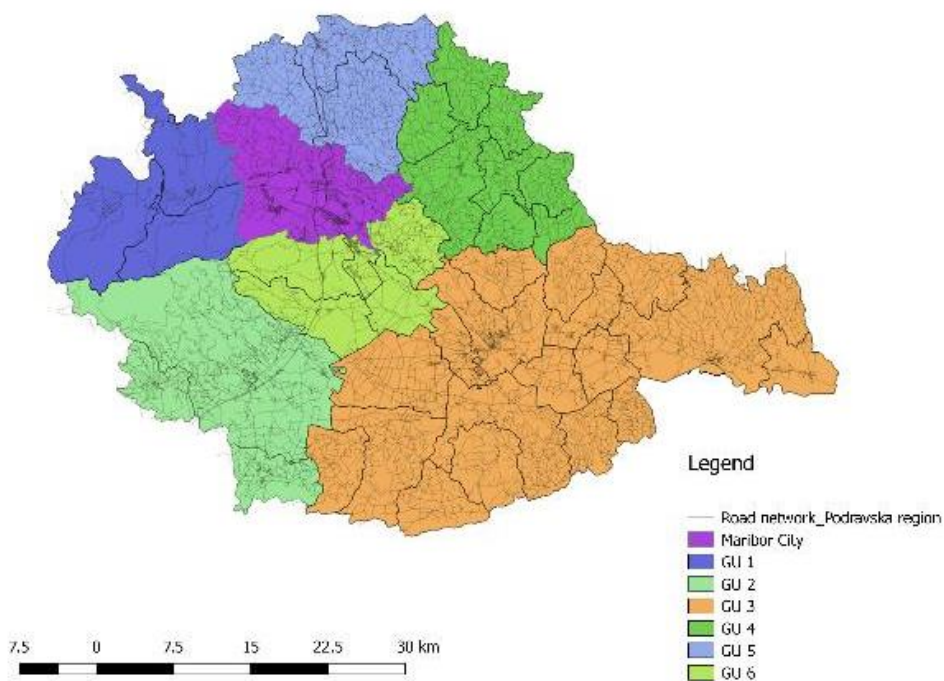 Legend
Road network_Podravska region
Maribor City
GU 1
GU 2
GU 3
GU 4
GU 5
GU 6
7.5 0 7.5 15 22.5 30 km